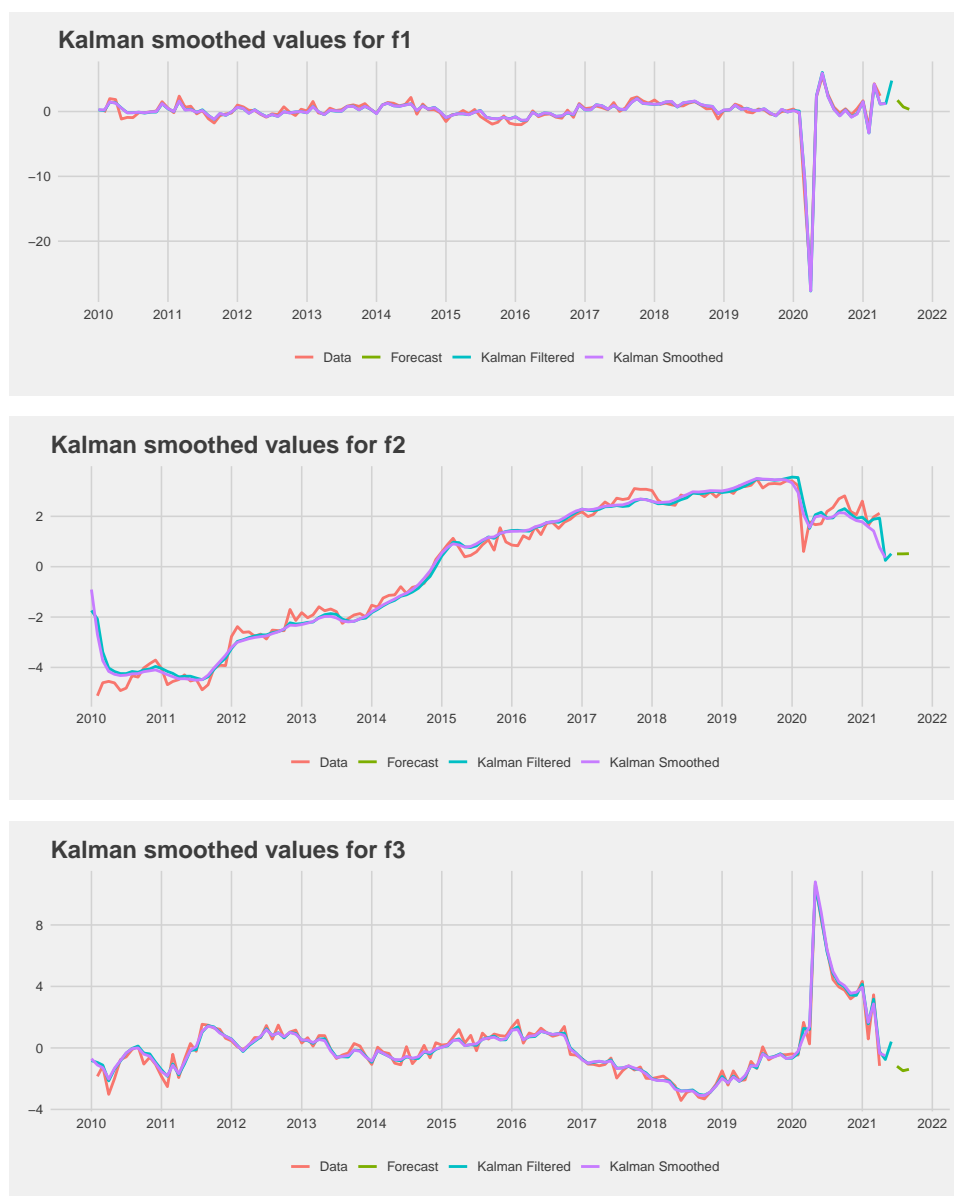 Kalman smoothed values for f1
0
−10
−20
2010 2011 2012 2013 2014 2015 2016 2017 2018 2019 2020 2021 2022
Data Forecast Kalman Filtered Kalman Smoothed
Kalman smoothed values for f2
2
0
−2
−4
2010 2011 2012 2013 2014 2015 2016 2017 2018 2019 2020 2021 2022
Data Forecast Kalman Filtered Kalman Smoothed
Kalman smoothed values for f3
8
4
0
−4
2010 2011 2012 2013 2014 2015 2016 2017 2018 2019 2020 2021 2022
Data Forecast Kalman Filtered Kalman Smoothed